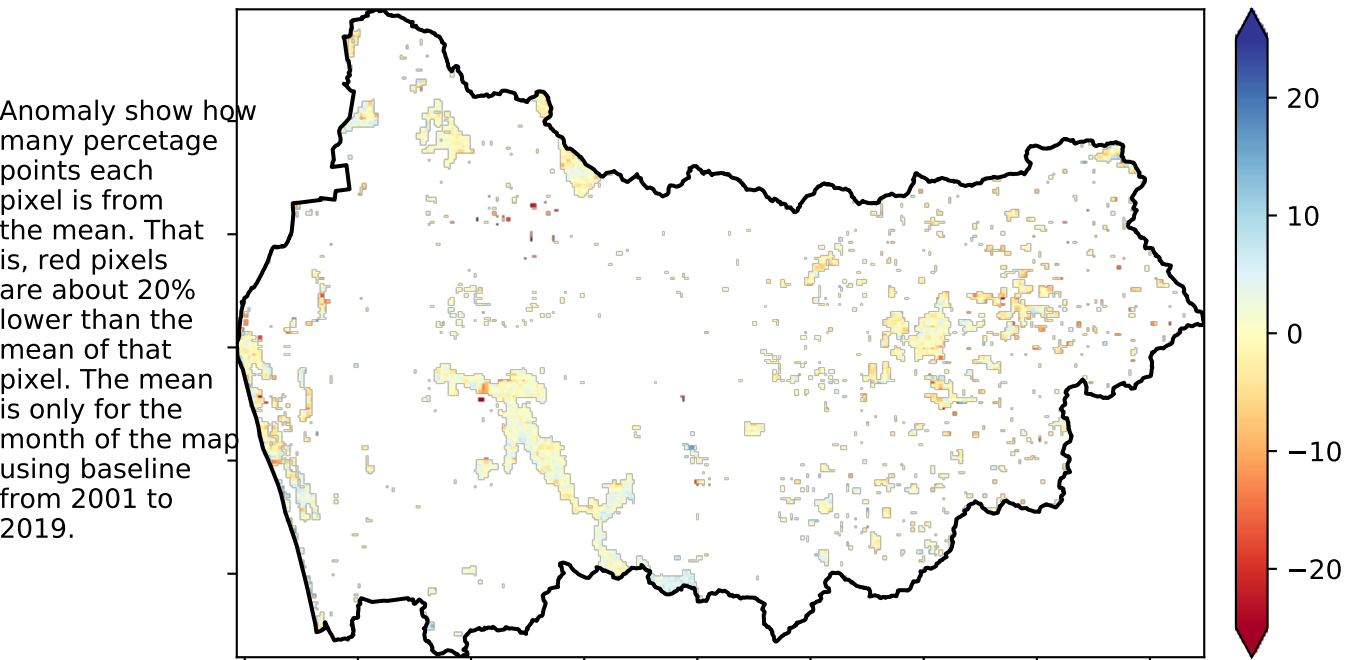 Anomaly show how
many percetage
points each
pixel is from
the mean. That
is, red pixels
are about 20%
lower than the
mean of that
pixel. The mean
is only for the
month of the map
using baseline
from 2001 to
2019.
20
10
0
−10
−20